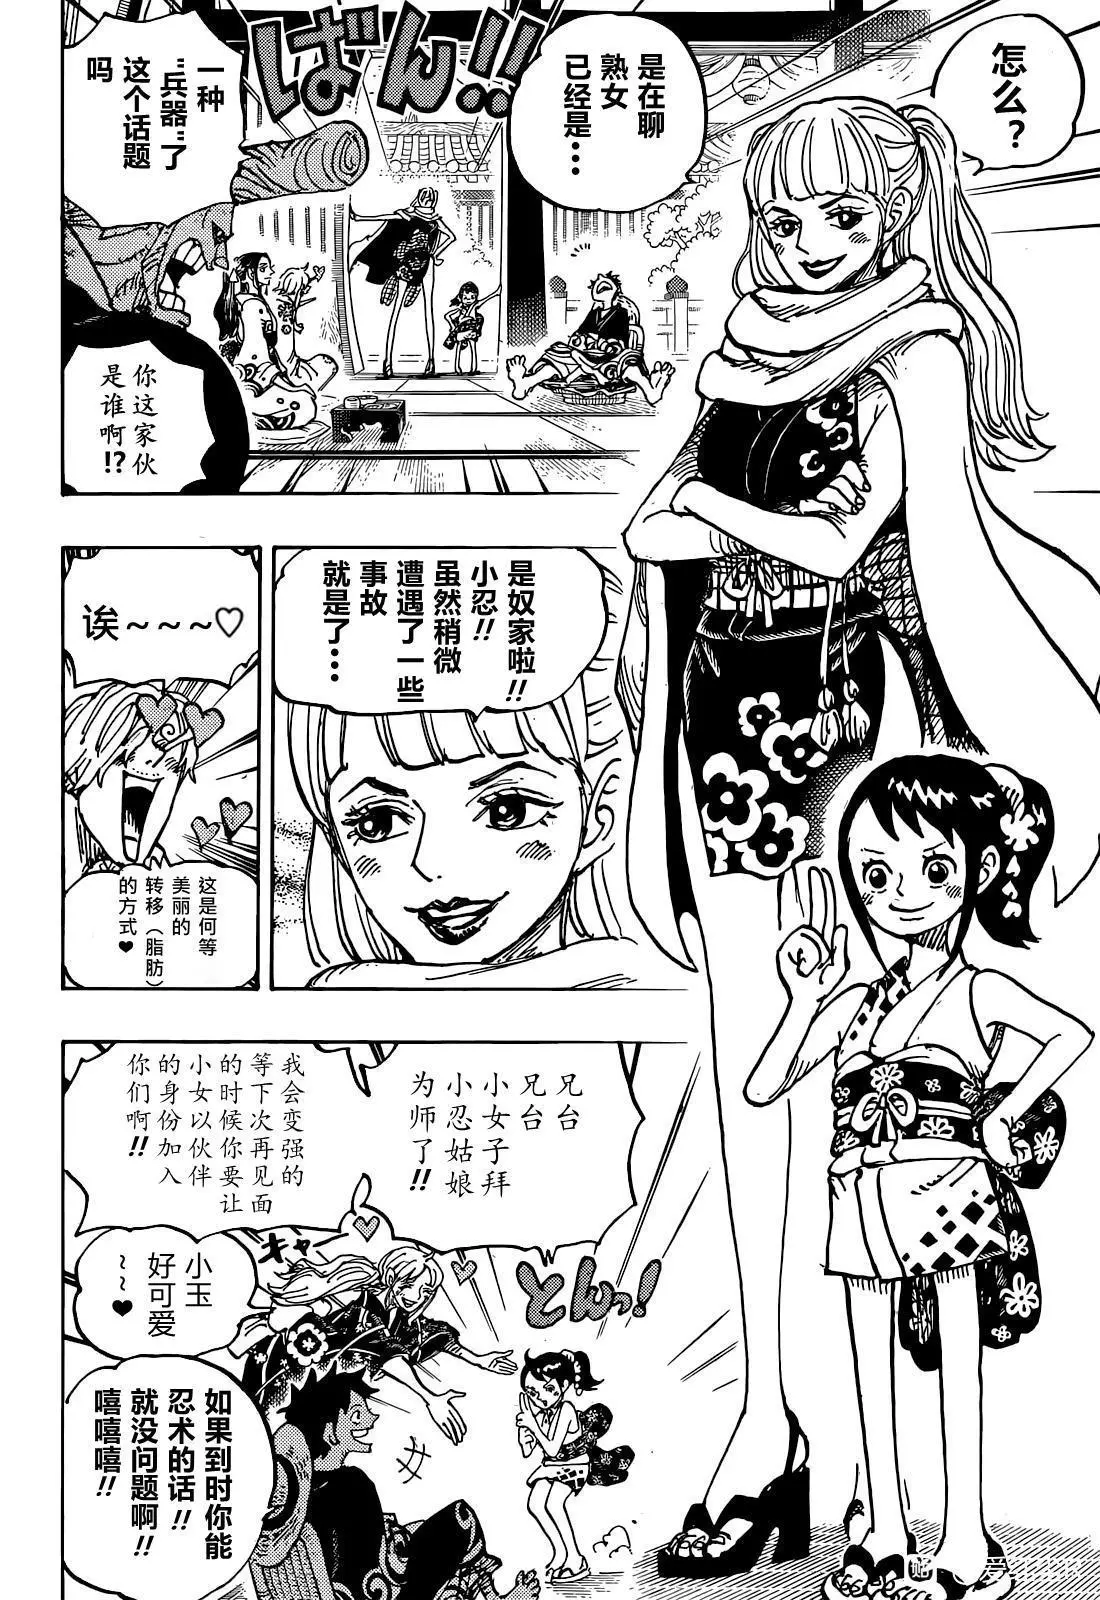 怎么？
是在聊
熟女
已经是…
ばん!!
一种
"兵器"了
这个话题
吗
你这家伙
是谁啊!?
是奴家啦!!
小忍!!
虽然稍微
遭遇了一些
事故
就是了…
诶~~~♡
这是何等
美丽的
转移（脂肪）
的方式♥
兄台
兄台
小女子拜
小忍姑娘
为师了!!
我会变强的
等下次再见面
的时候你要让
小女以伙伴
的身份加入
你们啊!!
キャー
小玉
好可爱
~~♥
とんっ!
如果到时你能
忍术的话!!
就没问题啊!!
嘻嘻嘻!!